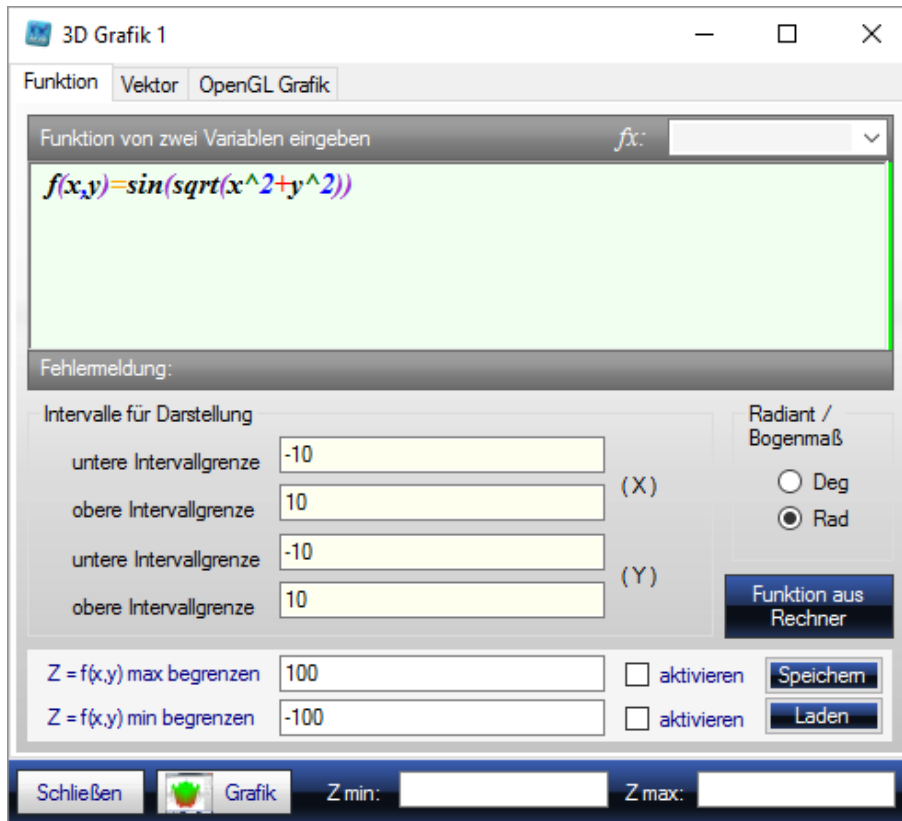 3D Grafik 1
Funktion Vektor OpenGL Grafik
Funktion von zwei Variablen eingeben fx:
f(x,y)=sin(sqrt(x^2+y^2))
Fehlermeldung:
Intervalle für Darstellung
Radiant /
Bogenmaß
untere Intervallgrenze -10
(X)
Deg
obere Intervallgrenze 10
Rad
untere Intervallgrenze -10
(Y)
obere Intervallgrenze 10
Funktion aus
Rechner
Z = f(x,y) max begrenzen 100 aktivieren Speichern
Z = f(x,y) min begrenzen -100 aktivieren Laden
Schließen Grafik Z min: Z max: